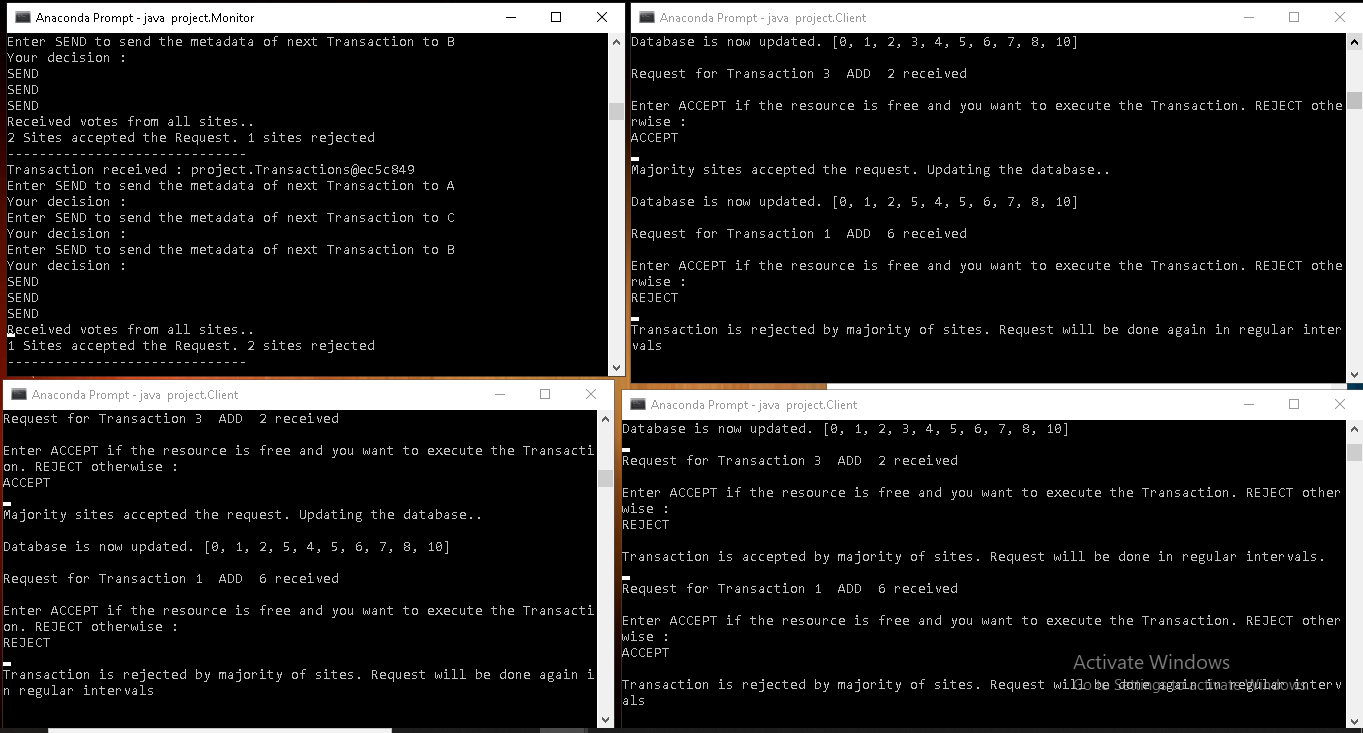 Anaconda Prompt - java project.Monitor
Enter SEND to send the metadata of next Transaction to B
Your decision :
SEND
SEND
SEND
Received votes from all sites..
2 Sites accepted the Request. 1 sites rejected
------------------------------
Transaction received : project.Transactions@ec5c849
Enter SEND to send the metadata of next Transaction to A
Your decision :
Enter SEND to send the metadata of next Transaction to C
Your decision :
Enter SEND to send the metadata of next Transaction to B
Your decision :
SEND
SEND
SEND
Received votes from all sites..
1 Sites accepted the Request. 2 sites rejected
------------------------------
Anaconda Prompt - java project.Client
Database is now updated. [0, 1, 2, 3, 4, 5, 6, 7, 8, 10]
Request for Transaction 3 ADD 2 received
Enter ACCEPT if the resource is free and you want to execute the Transaction. REJECT othe
rwise :
ACCEPT
Majority sites accepted the request. Updating the database..
Database is now updated. [0, 1, 2, 5, 4, 5, 6, 7, 8, 10]
Request for Transaction 1 ADD 6 received
Enter ACCEPT if the resource is free and you want to execute the Transaction. REJECT othe
rwise :
REJECT
Transaction is rejected by majority of sites. Request will be done again in regular inter
vals
Anaconda Prompt - java project.Client
Request for Transaction 3 ADD 2 received
Enter ACCEPT if the resource is free and you want to execute the Transacti
on. REJECT otherwise :
ACCEPT
Majority sites accepted the request. Updating the database..
Database is now updated. [0, 1, 2, 5, 4, 5, 6, 7, 8, 10]
Request for Transaction 1 ADD 6 received
Enter ACCEPT if the resource is free and you want to execute the Transacti
on. REJECT otherwise :
REJECT
Transaction is rejected by majority of sites. Request will be done again i
n regular intervals
Anaconda Prompt - java project.Client
Database is now updated. [0, 1, 2, 3, 4, 5, 6, 7, 8, 10]
Request for Transaction 3 ADD 2 received
Enter ACCEPT if the resource is free and you want to execute the Transaction. REJECT other
wise :
REJECT
Transaction is accepted by majority of sites. Request will be done in regular intervals.
Request for Transaction 1 ADD 6 received
Enter ACCEPT if the resource is free and you want to execute the Transaction. REJECT other
wise :
ACCEPT
Activate Windows
Go to Settings to activate Windows.
Transaction is rejected by majority of sites. Request will be done again in regular interv
als